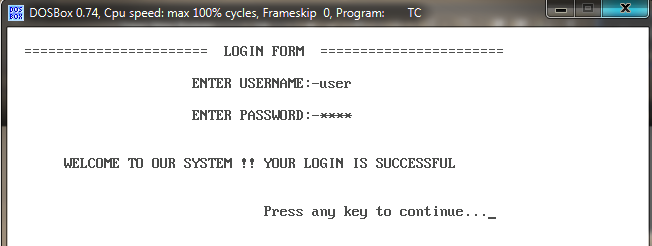 DOSBox 0.74, Cpu speed: max 100% cycles, Frameskip 0, Program: TC
======================= LOGIN FORM =======================
ENTER USERNAME:-user
ENTER PASSWORD:-****
WELCOME TO OUR SYSTEM !! YOUR LOGIN IS SUCCESSFUL
Press any key to continue..._